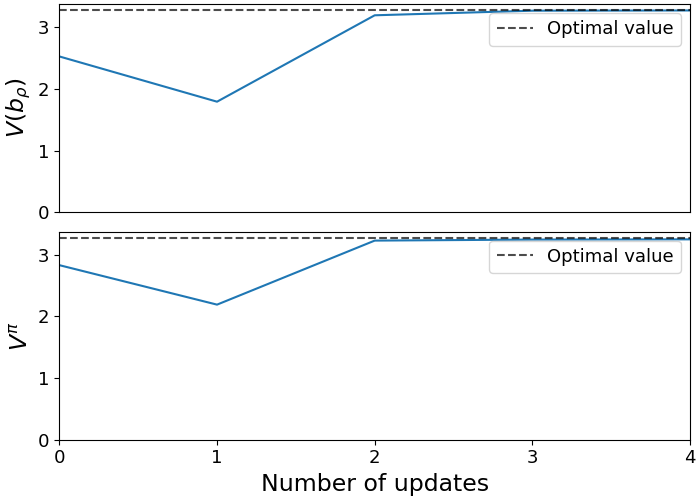 3
2
1
0
V(b_ρ)
Optimal value
3
2
1
0
V^π
Optimal value
0 1 2 3 4
Number of updates